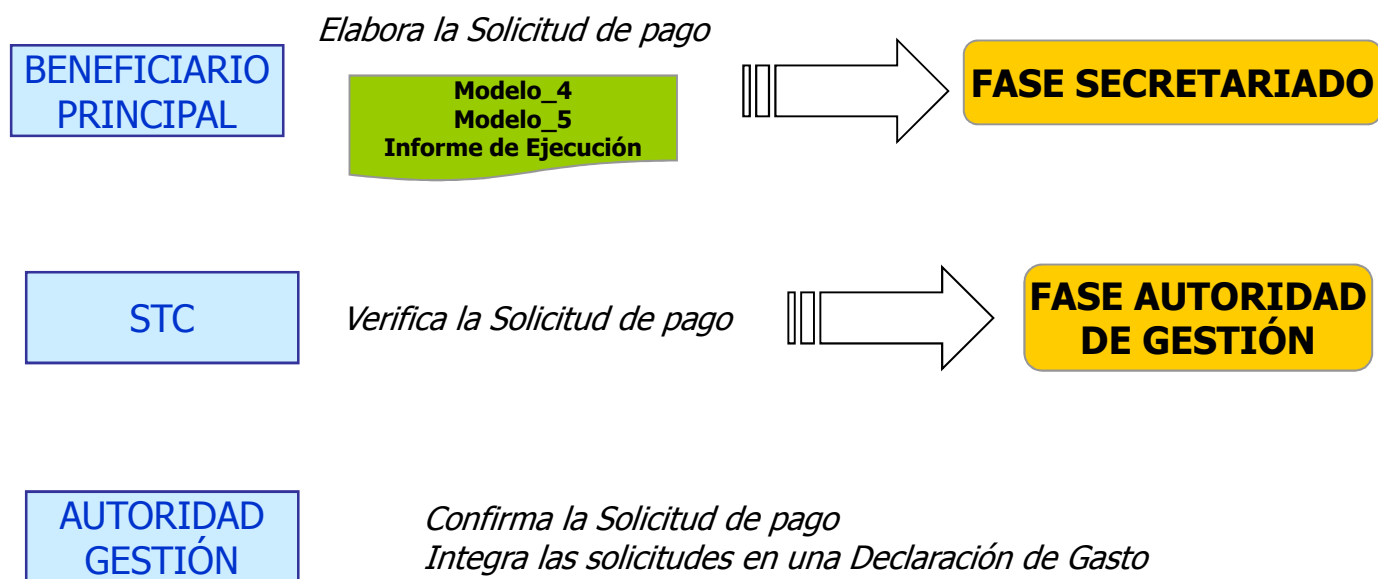 Elabora la Solicitud de pago
BENEFICIARIO
PRINCIPAL
Modelo_4
Modelo_5
Informe de Ejecución
FASE SECRETARIADO
STC
Verifica la Solicitud de pago
FASE AUTORIDAD
DE GESTIÓN
AUTORIDAD
GESTIÓN
Confirma la Solicitud de pago
Integra las solicitudes en una Declaración de Gasto